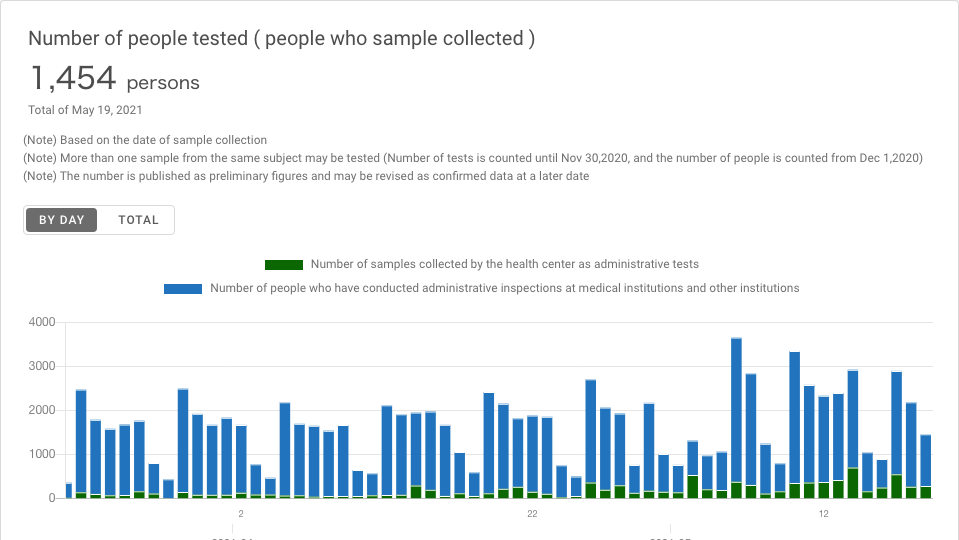 Number of people tested ( people who sample collected )
1,454 persons
Total of May 19, 2021
(Note) Based on the date of sample collection
(Note) More than one sample from the same subject may be tested (Number of tests is counted until Nov 30,2020, and the number of people is counted from Dec 1,2020)
(Note) The number is published as preliminary figures and may be revised as confirmed data at a later date
BY DAY TOTAL
Number of samples collected by the health center as administrative tests
Number of people who have conducted administrative inspections at medical institutions and other institutions
4000
3000
2000
1000
0
2 22 12